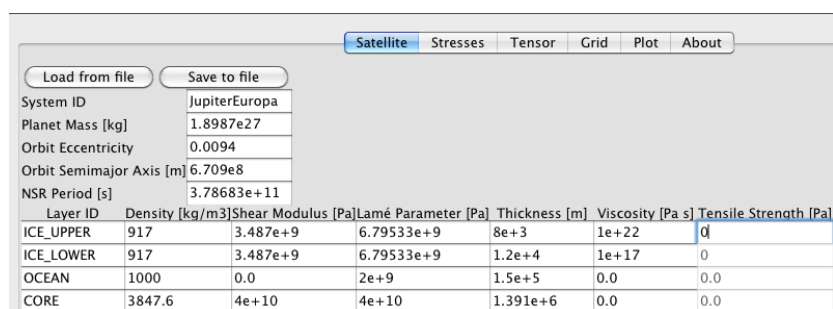 Satellite Stresses Tensor Grid Plot About
Load from file Save to file
System ID JupiterEuropa
Planet Mass [kg] 1.8987e27
Orbit Eccentricity 0.0094
Orbit Semimajor Axis [m] 6.709e8
NSR Period [s] 3.78683e+11
Layer ID Density [kg/m3] Shear Modulus [Pa] Lamé Parameter [Pa] Thickness [m] Viscosity [Pa s] Tensile Strength [Pa]
ICE_UPPER 917 3.487e+9 6.79533e+9 8e+3 1e+22 0
ICE_LOWER 917 3.487e+9 6.79533e+9 1.2e+4 1e+17 0
OCEAN 1000 0.0 2e+9 1.5e+5 0.0 0.0
CORE 3847.6 4e+10 4e+10 1.391e+6 0.0 0.0